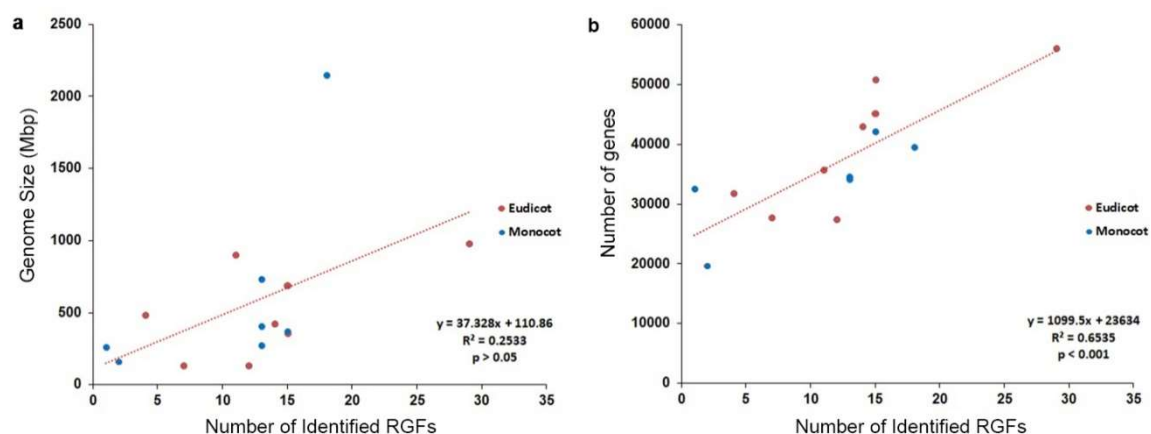 a
2500
2000
1500
1000
500
0
Genome Size (Mbp)
Eudicot
Monocot
y = 37.328x + 110.86
R² = 0.2533
p > 0.05
0 5 10 15 20 25 30 35
Number of Identified RGFs
b
60000
50000
40000
30000
20000
10000
0
Number of genes
Eudicot
Monocot
y = 1099.5x + 23634
R² = 0.6535
p < 0.001
0 5 10 15 20 25 30 35
Number of Identified RGFs